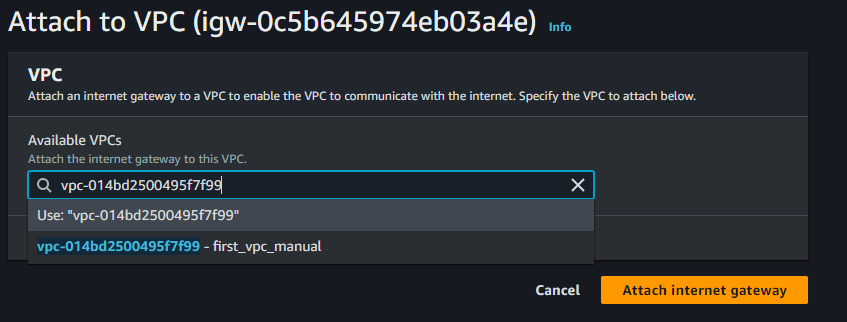 Attach to VPC (igw-0c5b645974eb03a4e) Info
VPC
Attach an internet gateway to a VPC to enable the VPC to communicate with the internet. Specify the VPC to attach below.
Available VPCs
Attach the internet gateway to this VPC.
vpc-014bd2500495f7f99
Use: "vpc-014bd2500495f7f99"
vpc-014bd2500495f7f99 - first_vpc_manual
Cancel Attach internet gateway